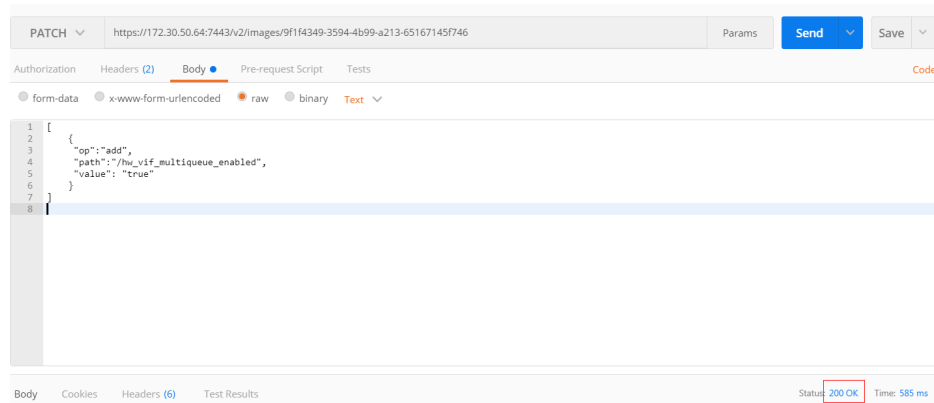 PATCH https://172.30.50.64:7443/v2/images/9f1f4349-3594-4b99-a213-65167145f746 Params Send Save
Authorization Headers (2) Body Pre-request Script Tests Code
form-data x-www-form-urlencoded raw binary Text
1 [
2 {
3 "op":"add",
4 "path":"/hw_vif_multiqueue_enabled",
5 "value": "true"
6 }
7 ]
8
Body Cookies Headers (6) Test Results Status: 200 OK Time: 585 ms